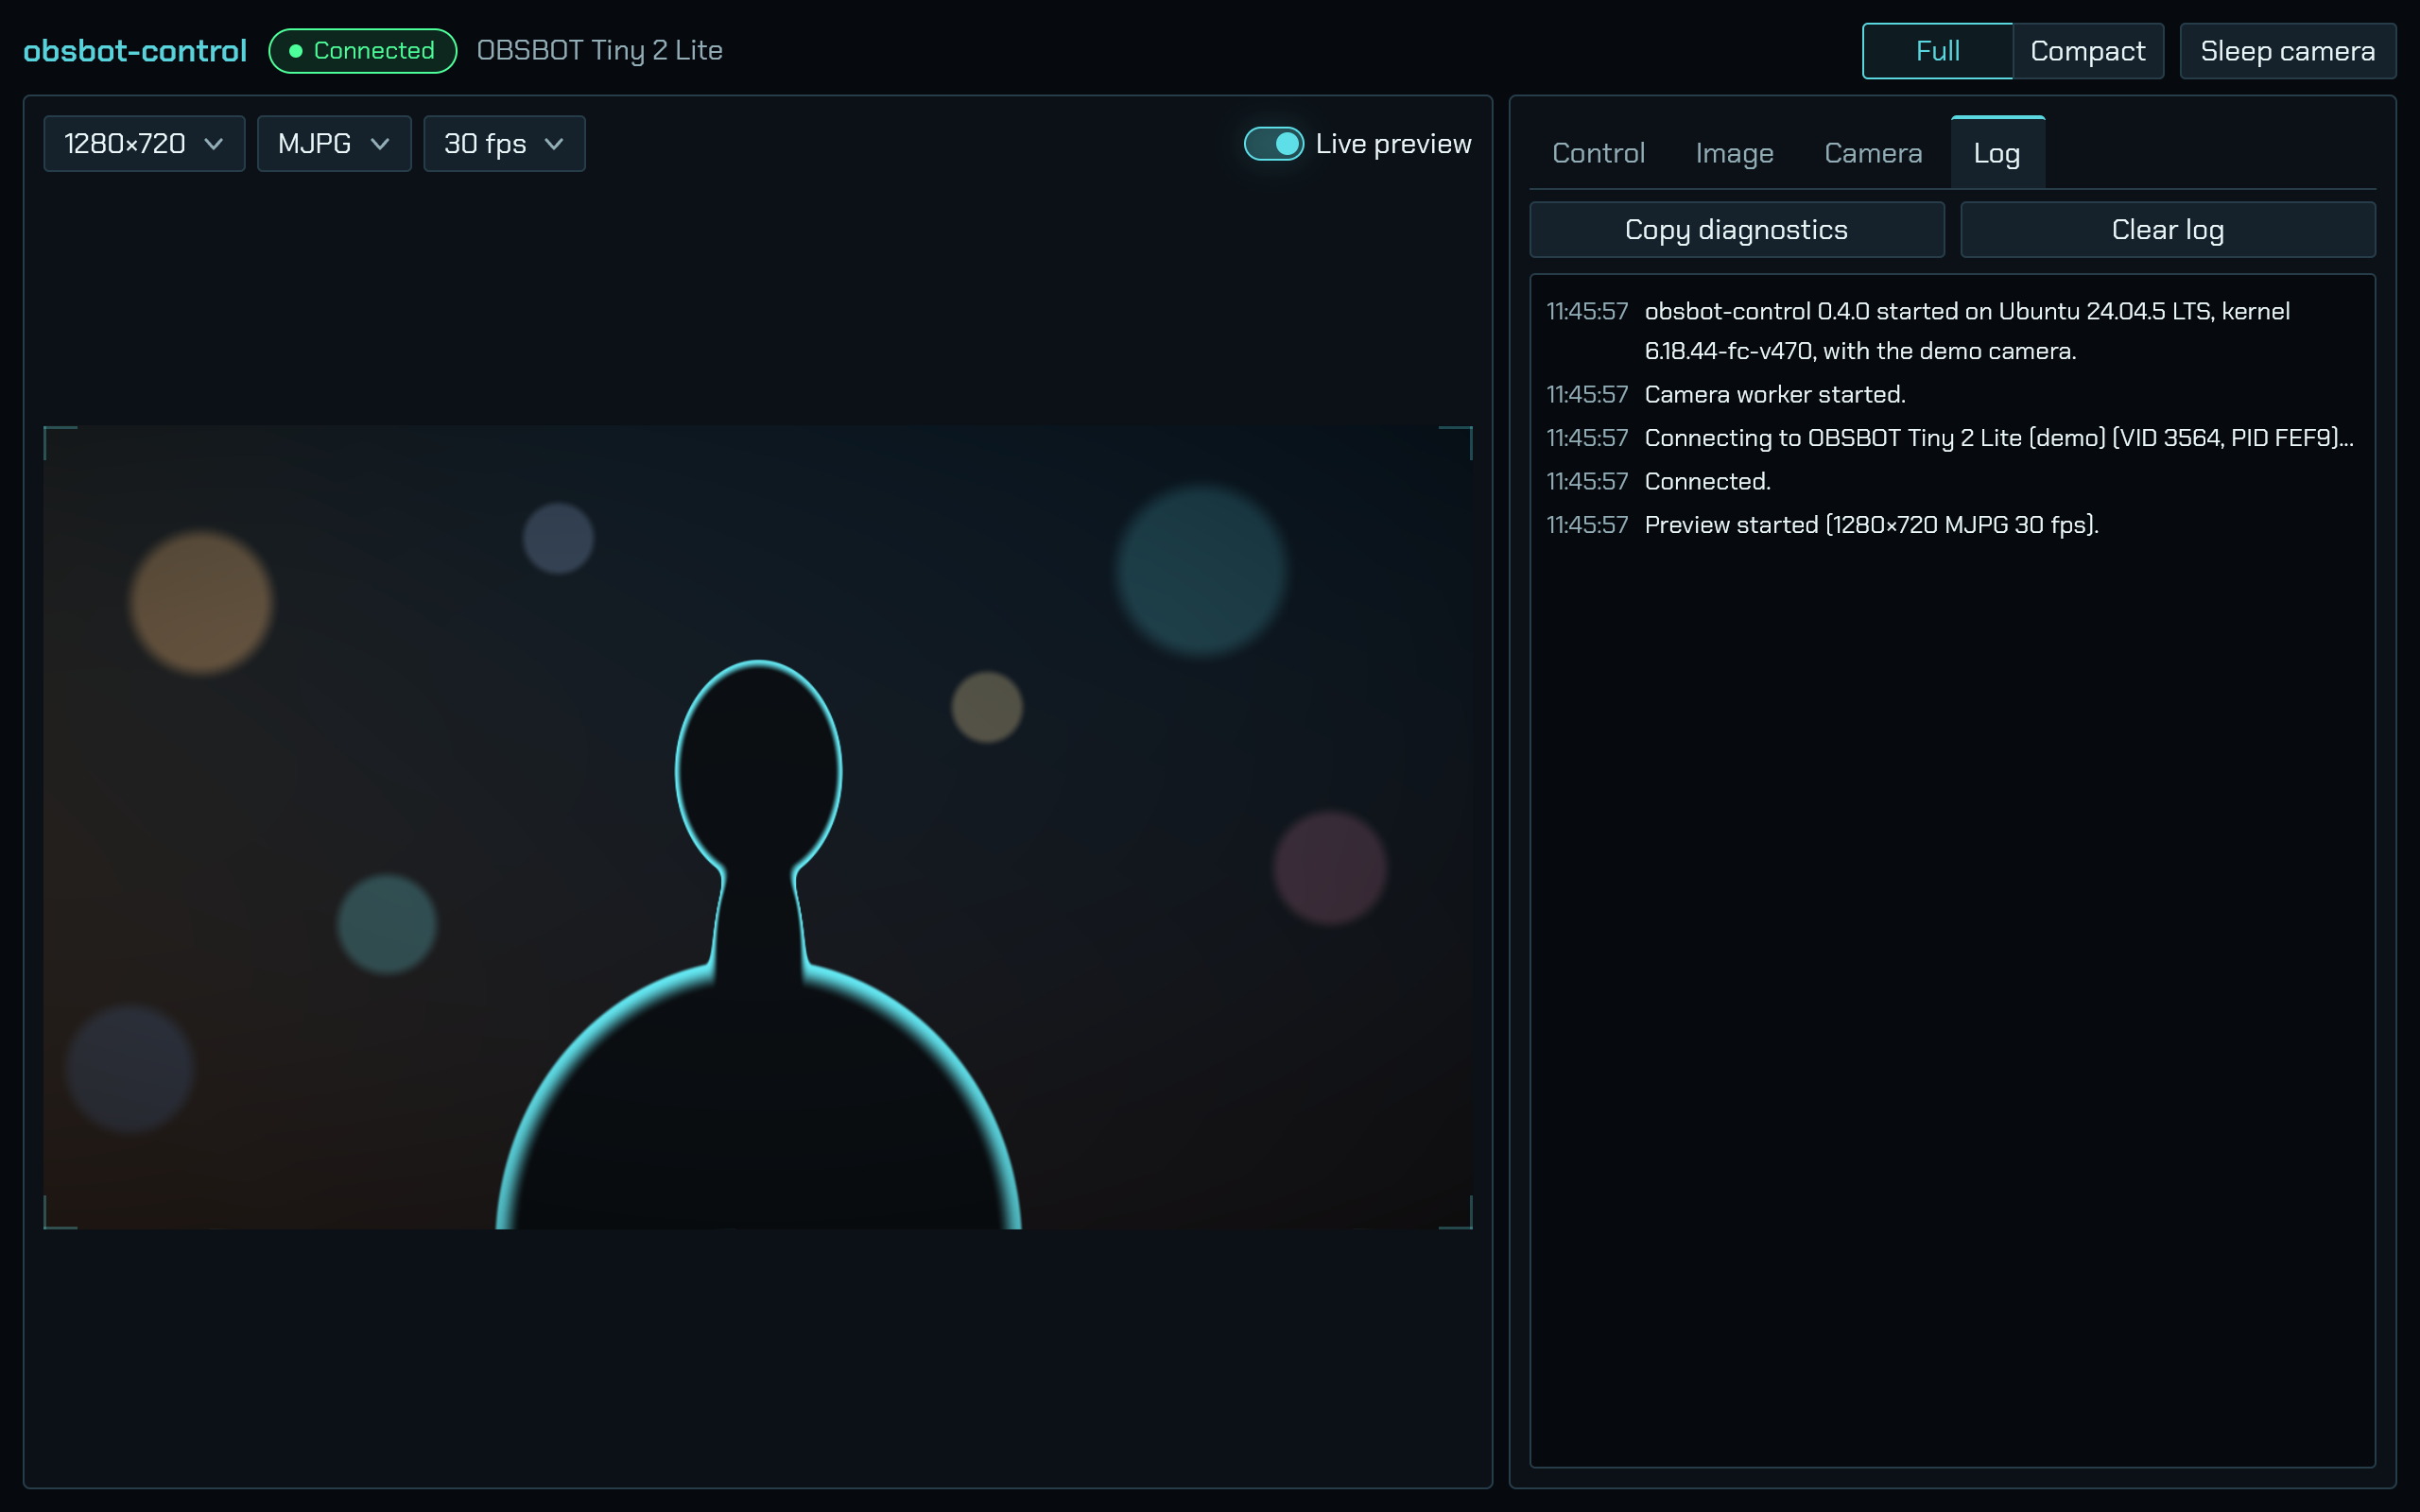 obsbot-control Connected OBSBOT Tiny 2 Lite Full Compact Sleep camera
1280×720 MJPG 30 fps Live preview
Control Image Camera Log
Copy diagnostics Clear log
11:45:57 obsbot-control 0.4.0 started on Ubuntu 24.04.5 LTS, kernel
6.18.44-fc-v470, with the demo camera.
11:45:57 Camera worker started.
11:45:57 Connecting to OBSBOT Tiny 2 Lite (demo) (VID 3564, PID FEF9)...
11:45:57 Connected.
11:45:57 Preview started (1280×720 MJPG 30 fps).